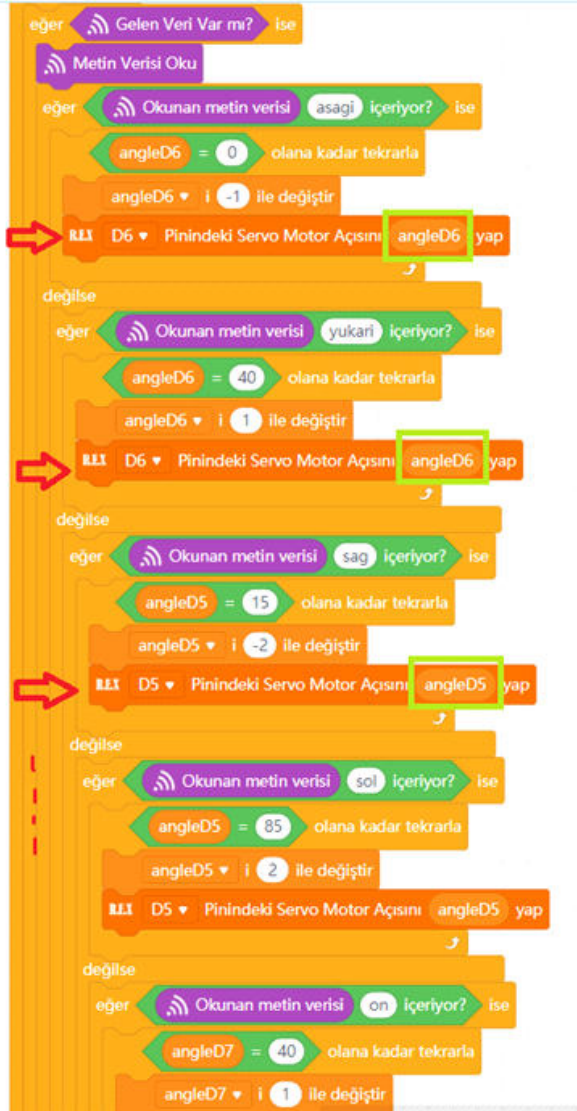 eğer Gelen Veri Var mı? ise
Metin Verisi Oku
eğer Okunan metin verisi asagi içeriyor? ise
angleD6 = 0 olana kadar tekrarla
angleD6 i -1 ile değiştir
REX D6 Pinindeki Servo Motor Açısını angleD6 yap
değilse
eğer Okunan metin verisi yukari içeriyor? ise
angleD6 = 40 olana kadar tekrarla
angleD6 i 1 ile değiştir
REX D6 Pinindeki Servo Motor Açısını angleD6 yap
değilse
eğer Okunan metin verisi sag içeriyor? ise
angleD5 = 15 olana kadar tekrarla
angleD5 i -2 ile değiştir
REX D5 Pinindeki Servo Motor Açısını angleD5 yap
değilse
eğer Okunan metin verisi sol içeriyor? ise
angleD5 = 85 olana kadar tekrarla
angleD5 i 2 ile değiştir
REX D5 Pinindeki Servo Motor Açısını angleD5 yap
değilse
eğer Okunan metin verisi on içeriyor? ise
angleD7 = 40 olana kadar tekrarla
angleD7 i 1 ile değiştir